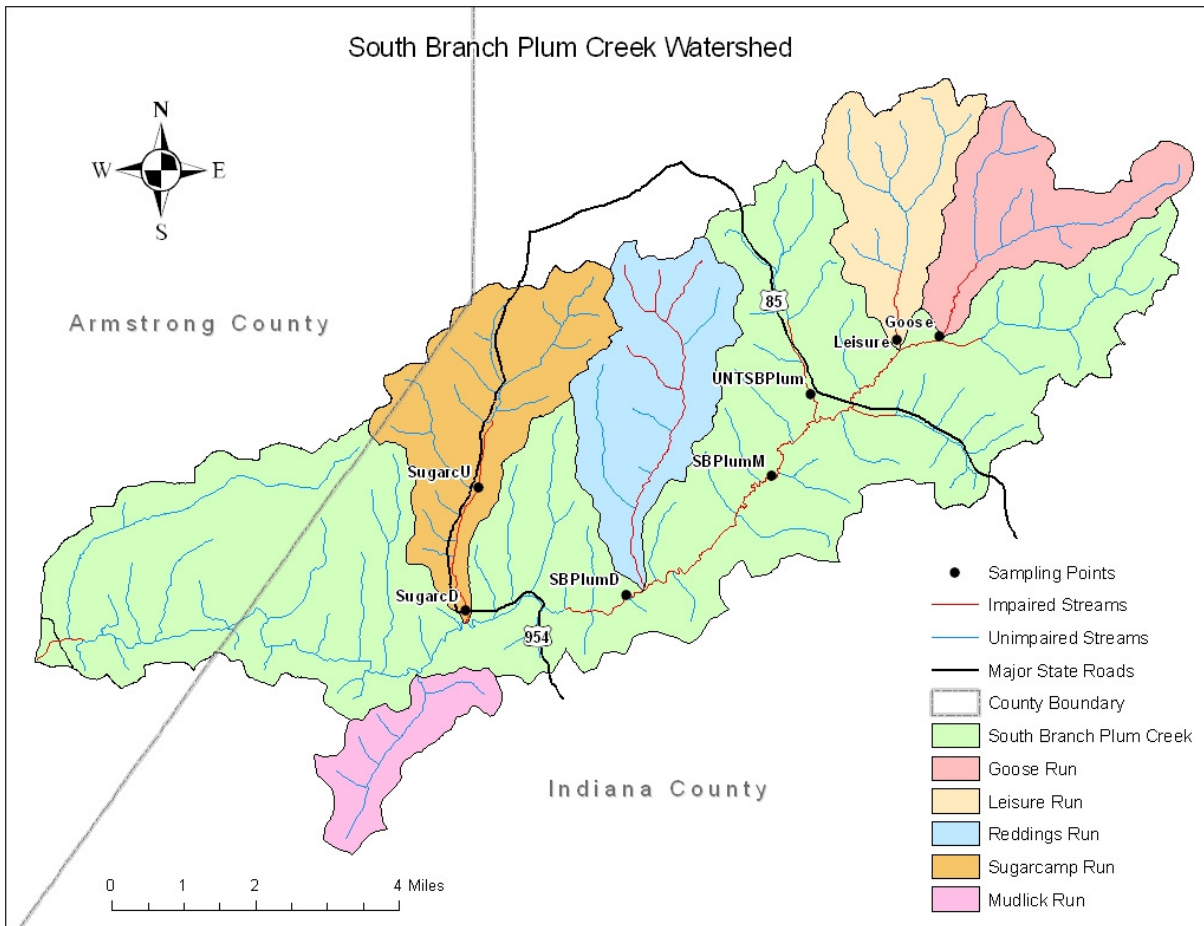 South Branch Plum Creek Watershed
N
W
E
S
Armstrong County
85
Goose
Leisure
UNTSBPlum
SBPlumM
SugarcU
SBPlumD
SugarcD
954
Indiana County
Sampling Points
Impaired Streams
Unimpaired Streams
Major State Roads
County Boundary
South Branch Plum Creek
Goose Run
Leisure Run
Reddings Run
Sugarcamp Run
Mudlick Run
0 1 2 4 Miles